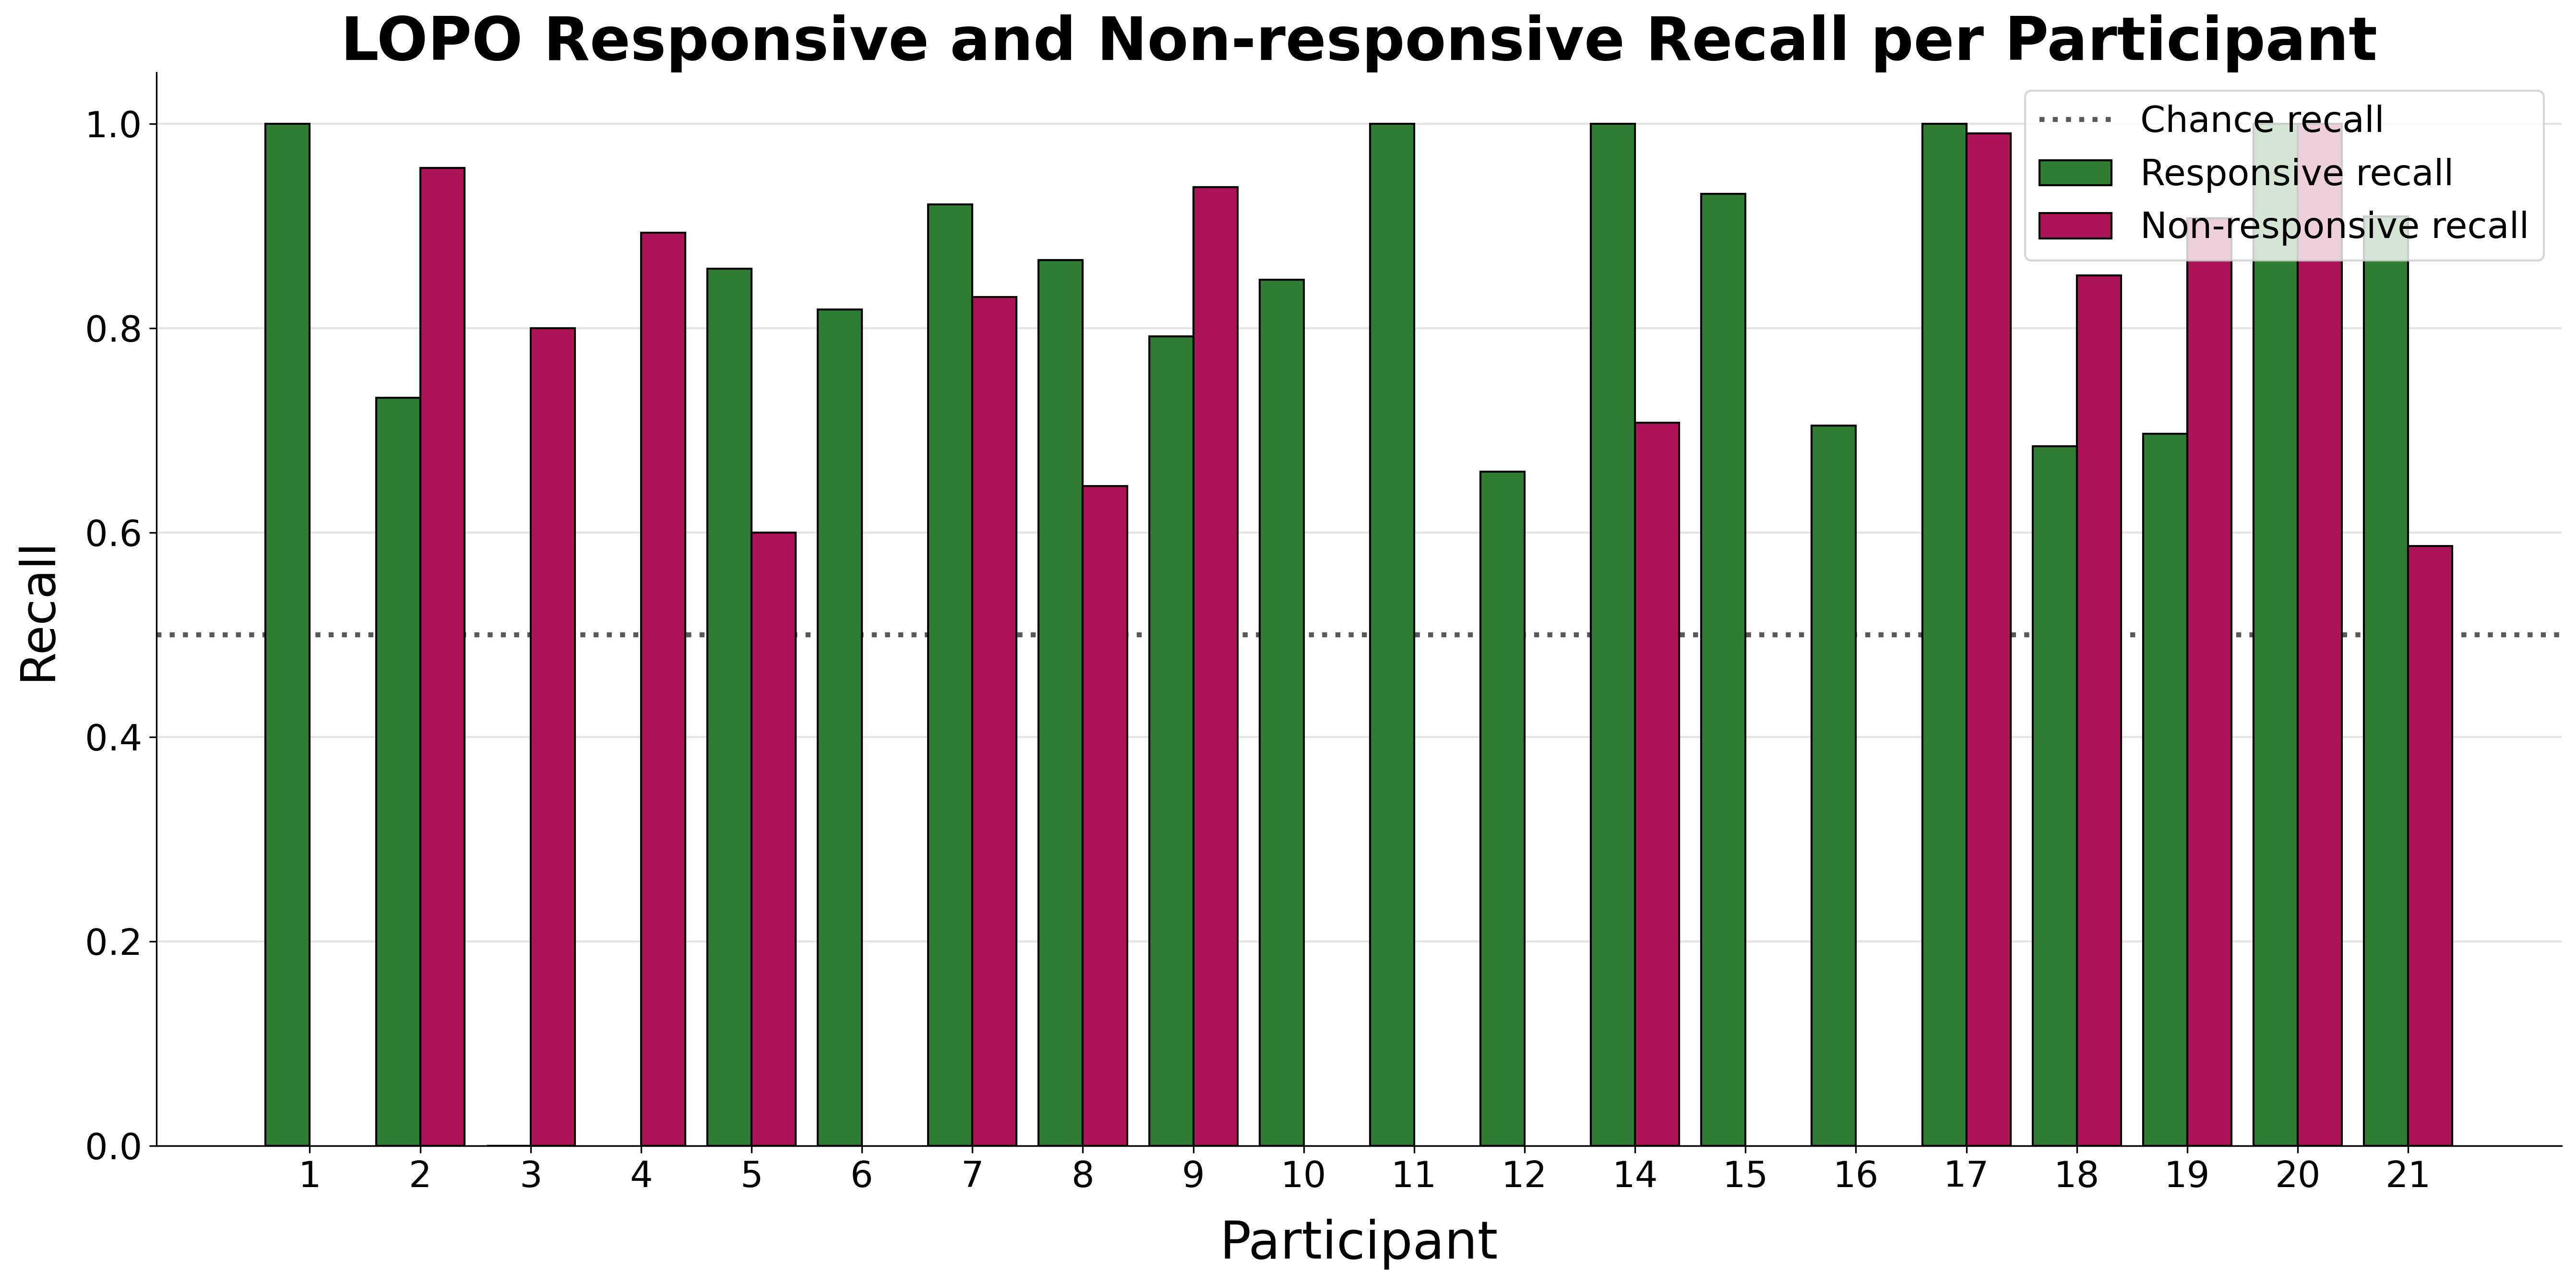 LOPO Responsive and Non-responsive Recall per Participant
Chance recall
Responsive recall
Non-responsive recall
Recall
1.0
0.8
0.6
0.4
0.2
0.0
1 2 3 4 5 6 7 8 9 10 11 12 14 15 16 17 18 19 20 21
Participant